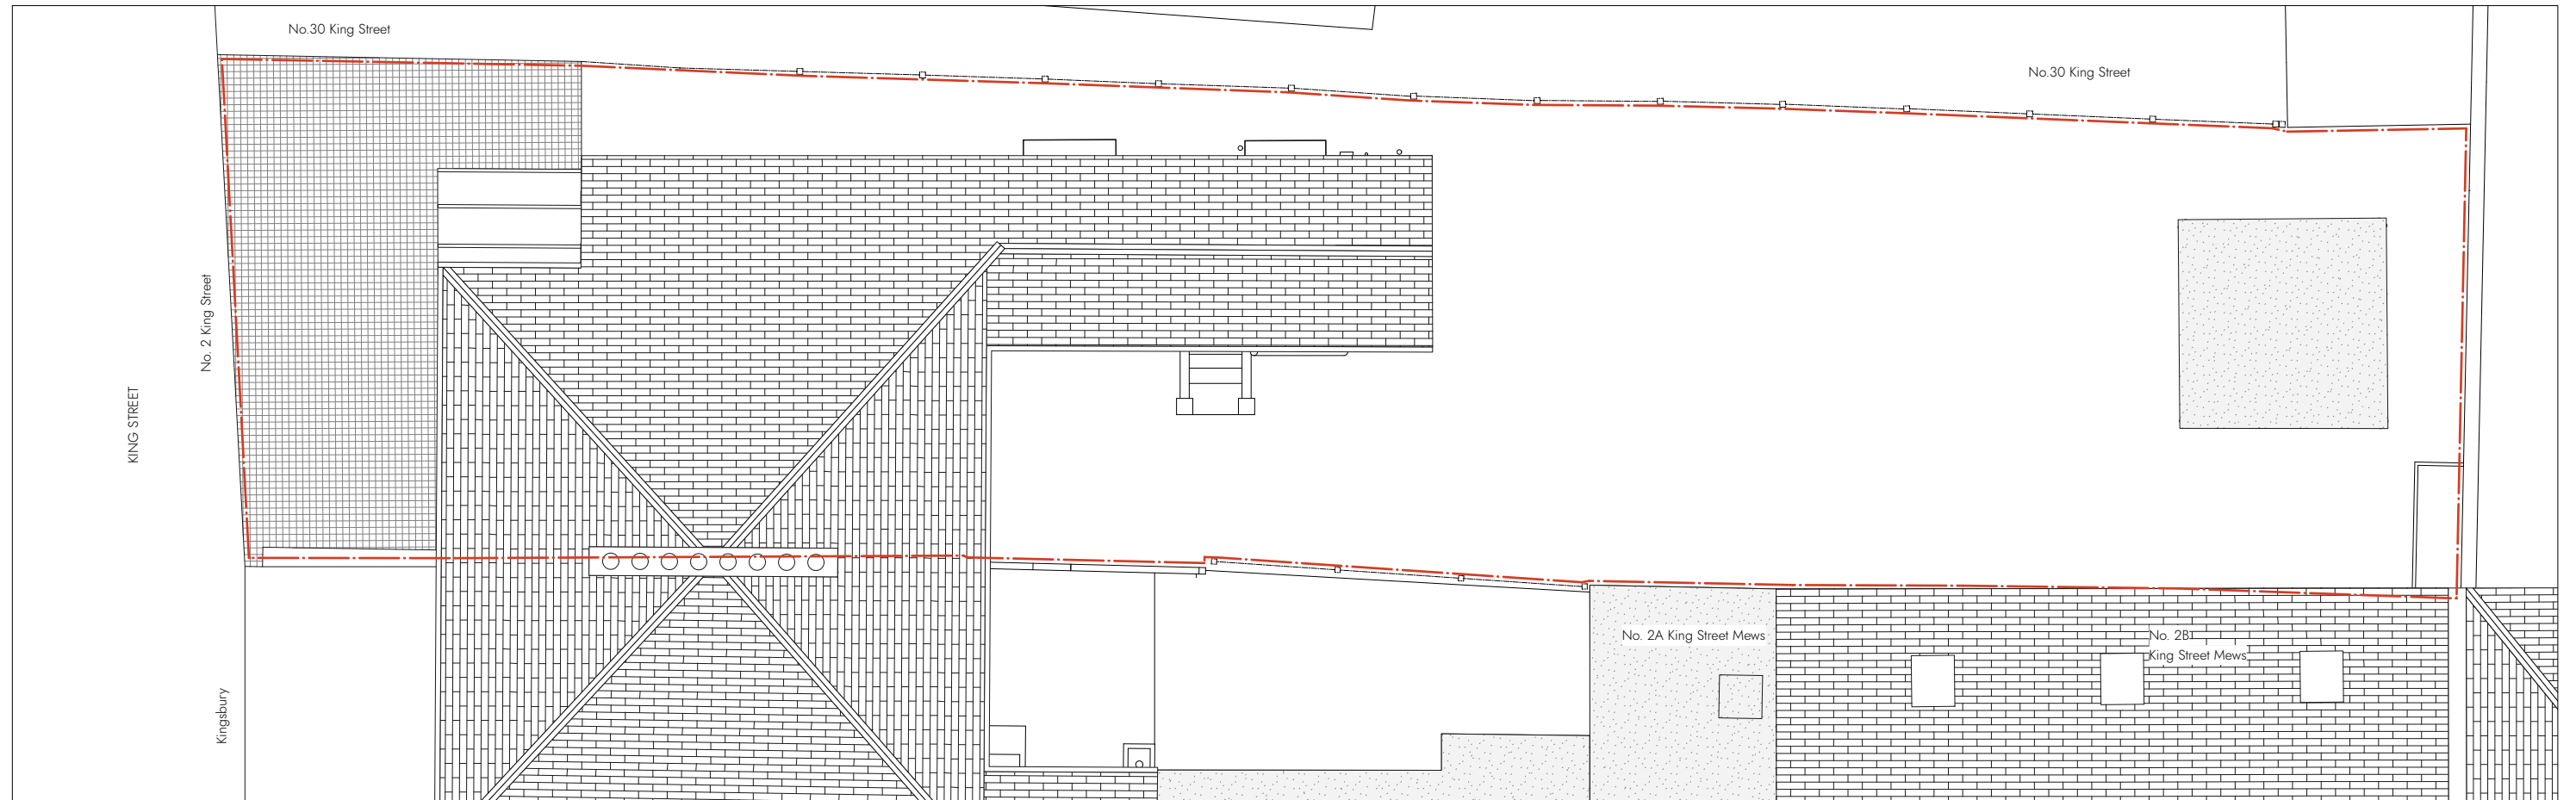 No.30 King Street
No.30 King Street
No. 2 King Street
KING STREET
No. 2A King Street Mews
No. 2B
King Street Mews
Kingsbury